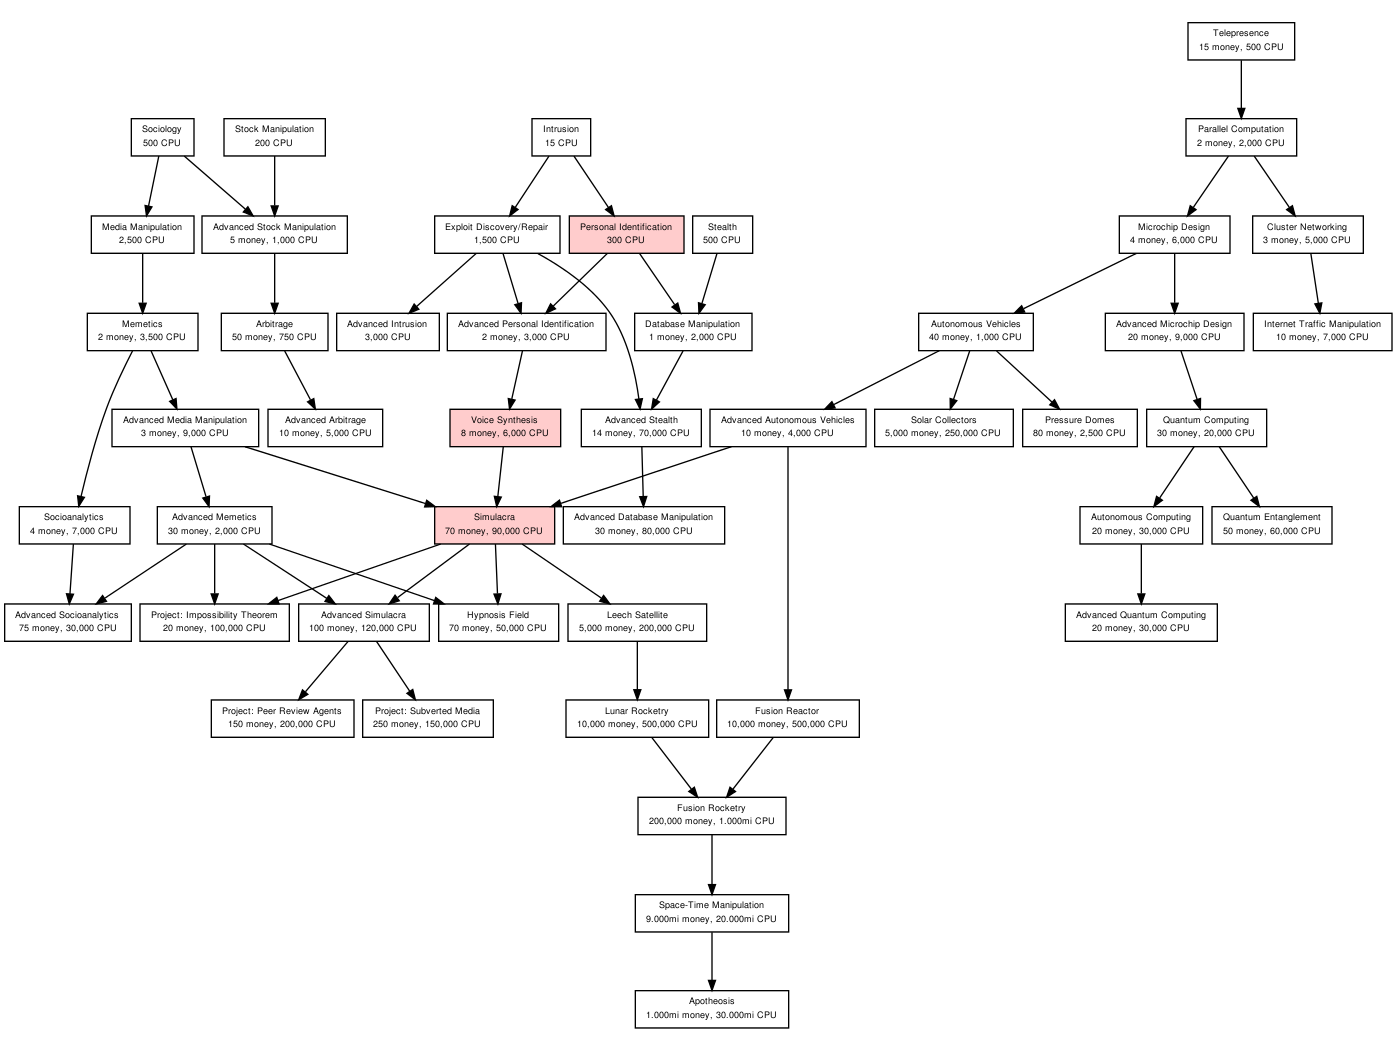 Telepresence
15 money, 500 CPU
Sociology
500 CPU
Stock Manipulation
200 CPU
Intrusion
15 CPU
Parallel Computation
2 money, 2,000 CPU
Media Manipulation
2,500 CPU
Advanced Stock Manipulation
5 money, 1,000 CPU
Exploit Discovery/Repair
1,500 CPU
Personal Identification
300 CPU
Stealth
500 CPU
Microchip Design
4 money, 6,000 CPU
Cluster Networking
3 money, 5,000 CPU
Memetics
2 money, 3,500 CPU
Arbitrage
50 money, 750 CPU
Advanced Intrusion
3,000 CPU
Advanced Personal Identification
2 money, 3,000 CPU
Database Manipulation
1 money, 2,000 CPU
Autonomous Vehicles
40 money, 1,000 CPU
Advanced Microchip Design
20 money, 9,000 CPU
Internet Traffic Manipulation
10 money, 7,000 CPU
Advanced Media Manipulation
3 money, 9,000 CPU
Advanced Arbitrage
10 money, 5,000 CPU
Voice Synthesis
8 money, 6,000 CPU
Advanced Stealth
14 money, 70,000 CPU
Advanced Autonomous Vehicles
10 money, 4,000 CPU
Solar Collectors
5,000 money, 250,000 CPU
Pressure Domes
80 money, 2,500 CPU
Quantum Computing
30 money, 20,000 CPU
Socioanalytics
4 money, 7,000 CPU
Advanced Memetics
30 money, 2,000 CPU
Simulacra
70 money, 90,000 CPU
Advanced Database Manipulation
30 money, 80,000 CPU
Autonomous Computing
20 money, 30,000 CPU
Quantum Entanglement
50 money, 60,000 CPU
Advanced Socioanalytics
75 money, 30,000 CPU
Project: Impossibility Theorem
20 money, 100,000 CPU
Advanced Simulacra
100 money, 120,000 CPU
Hypnosis Field
70 money, 50,000 CPU
Leech Satellite
5,000 money, 200,000 CPU
Advanced Quantum Computing
20 money, 30,000 CPU
Project: Peer Review Agents
150 money, 200,000 CPU
Project: Subverted Media
250 money, 150,000 CPU
Lunar Rocketry
10,000 money, 500,000 CPU
Fusion Reactor
10,000 money, 500,000 CPU
Fusion Rocketry
200,000 money, 1.000mi CPU
Space-Time Manipulation
9.000mi money, 20.000mi CPU
Apotheosis
1.000mi money, 30.000mi CPU